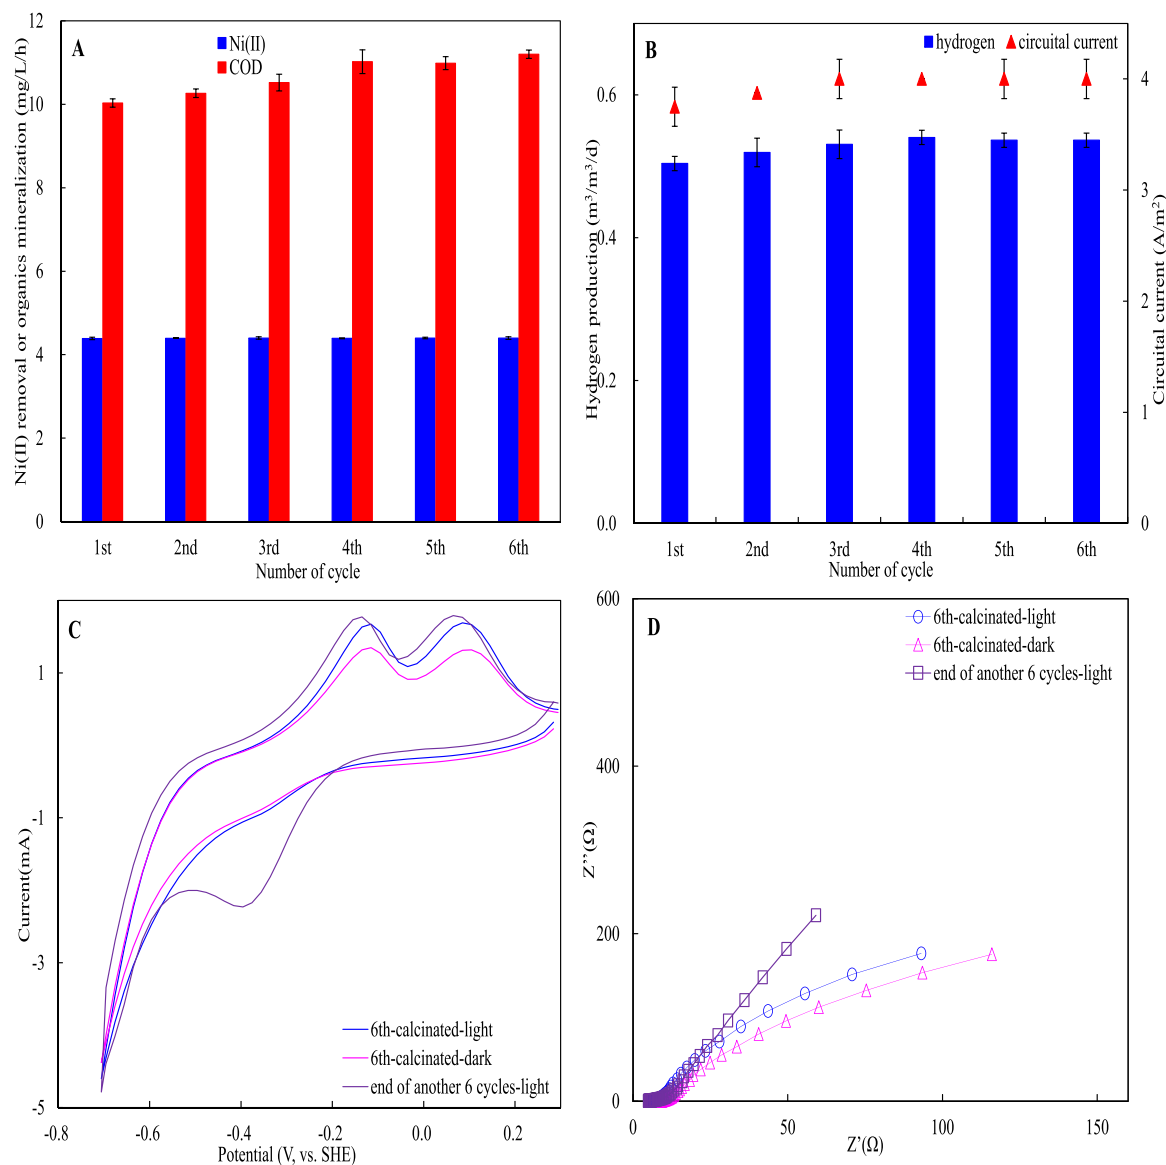 A
Ni(II)
COD
Ni(II) removal or organics mineralization (mg/L/h)
12
10
8
6
4
2
0
1st 2nd 3rd 4th 5th 6th
Number of cycle
B
hydrogen circuital current
Hydrogen production (m³/m³/d)
0.6
0.4
0.2
0.0
Circuital current (A/m²)
4
3
2
1
0
1st 2nd 3rd 4th 5th 6th
Number of cycle
C
Current(mA)
1
-1
-3
-5
6th-calcinated-light
6th-calcinated-dark
end of another 6 cycles-light
-0.8 -0.6 -0.4 -0.2 0.0 0.2
Potential (V, vs. SHE)
D
6th-calcinated-light
6th-calcinated-dark
end of another 6 cycles-light
Z’’(Ω)
600
400
200
0
0 50 100 150
Z’(Ω)